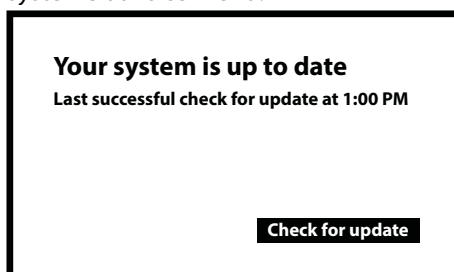 Your system is up to date
Last successful check for update at 1:00 PM
Check for update